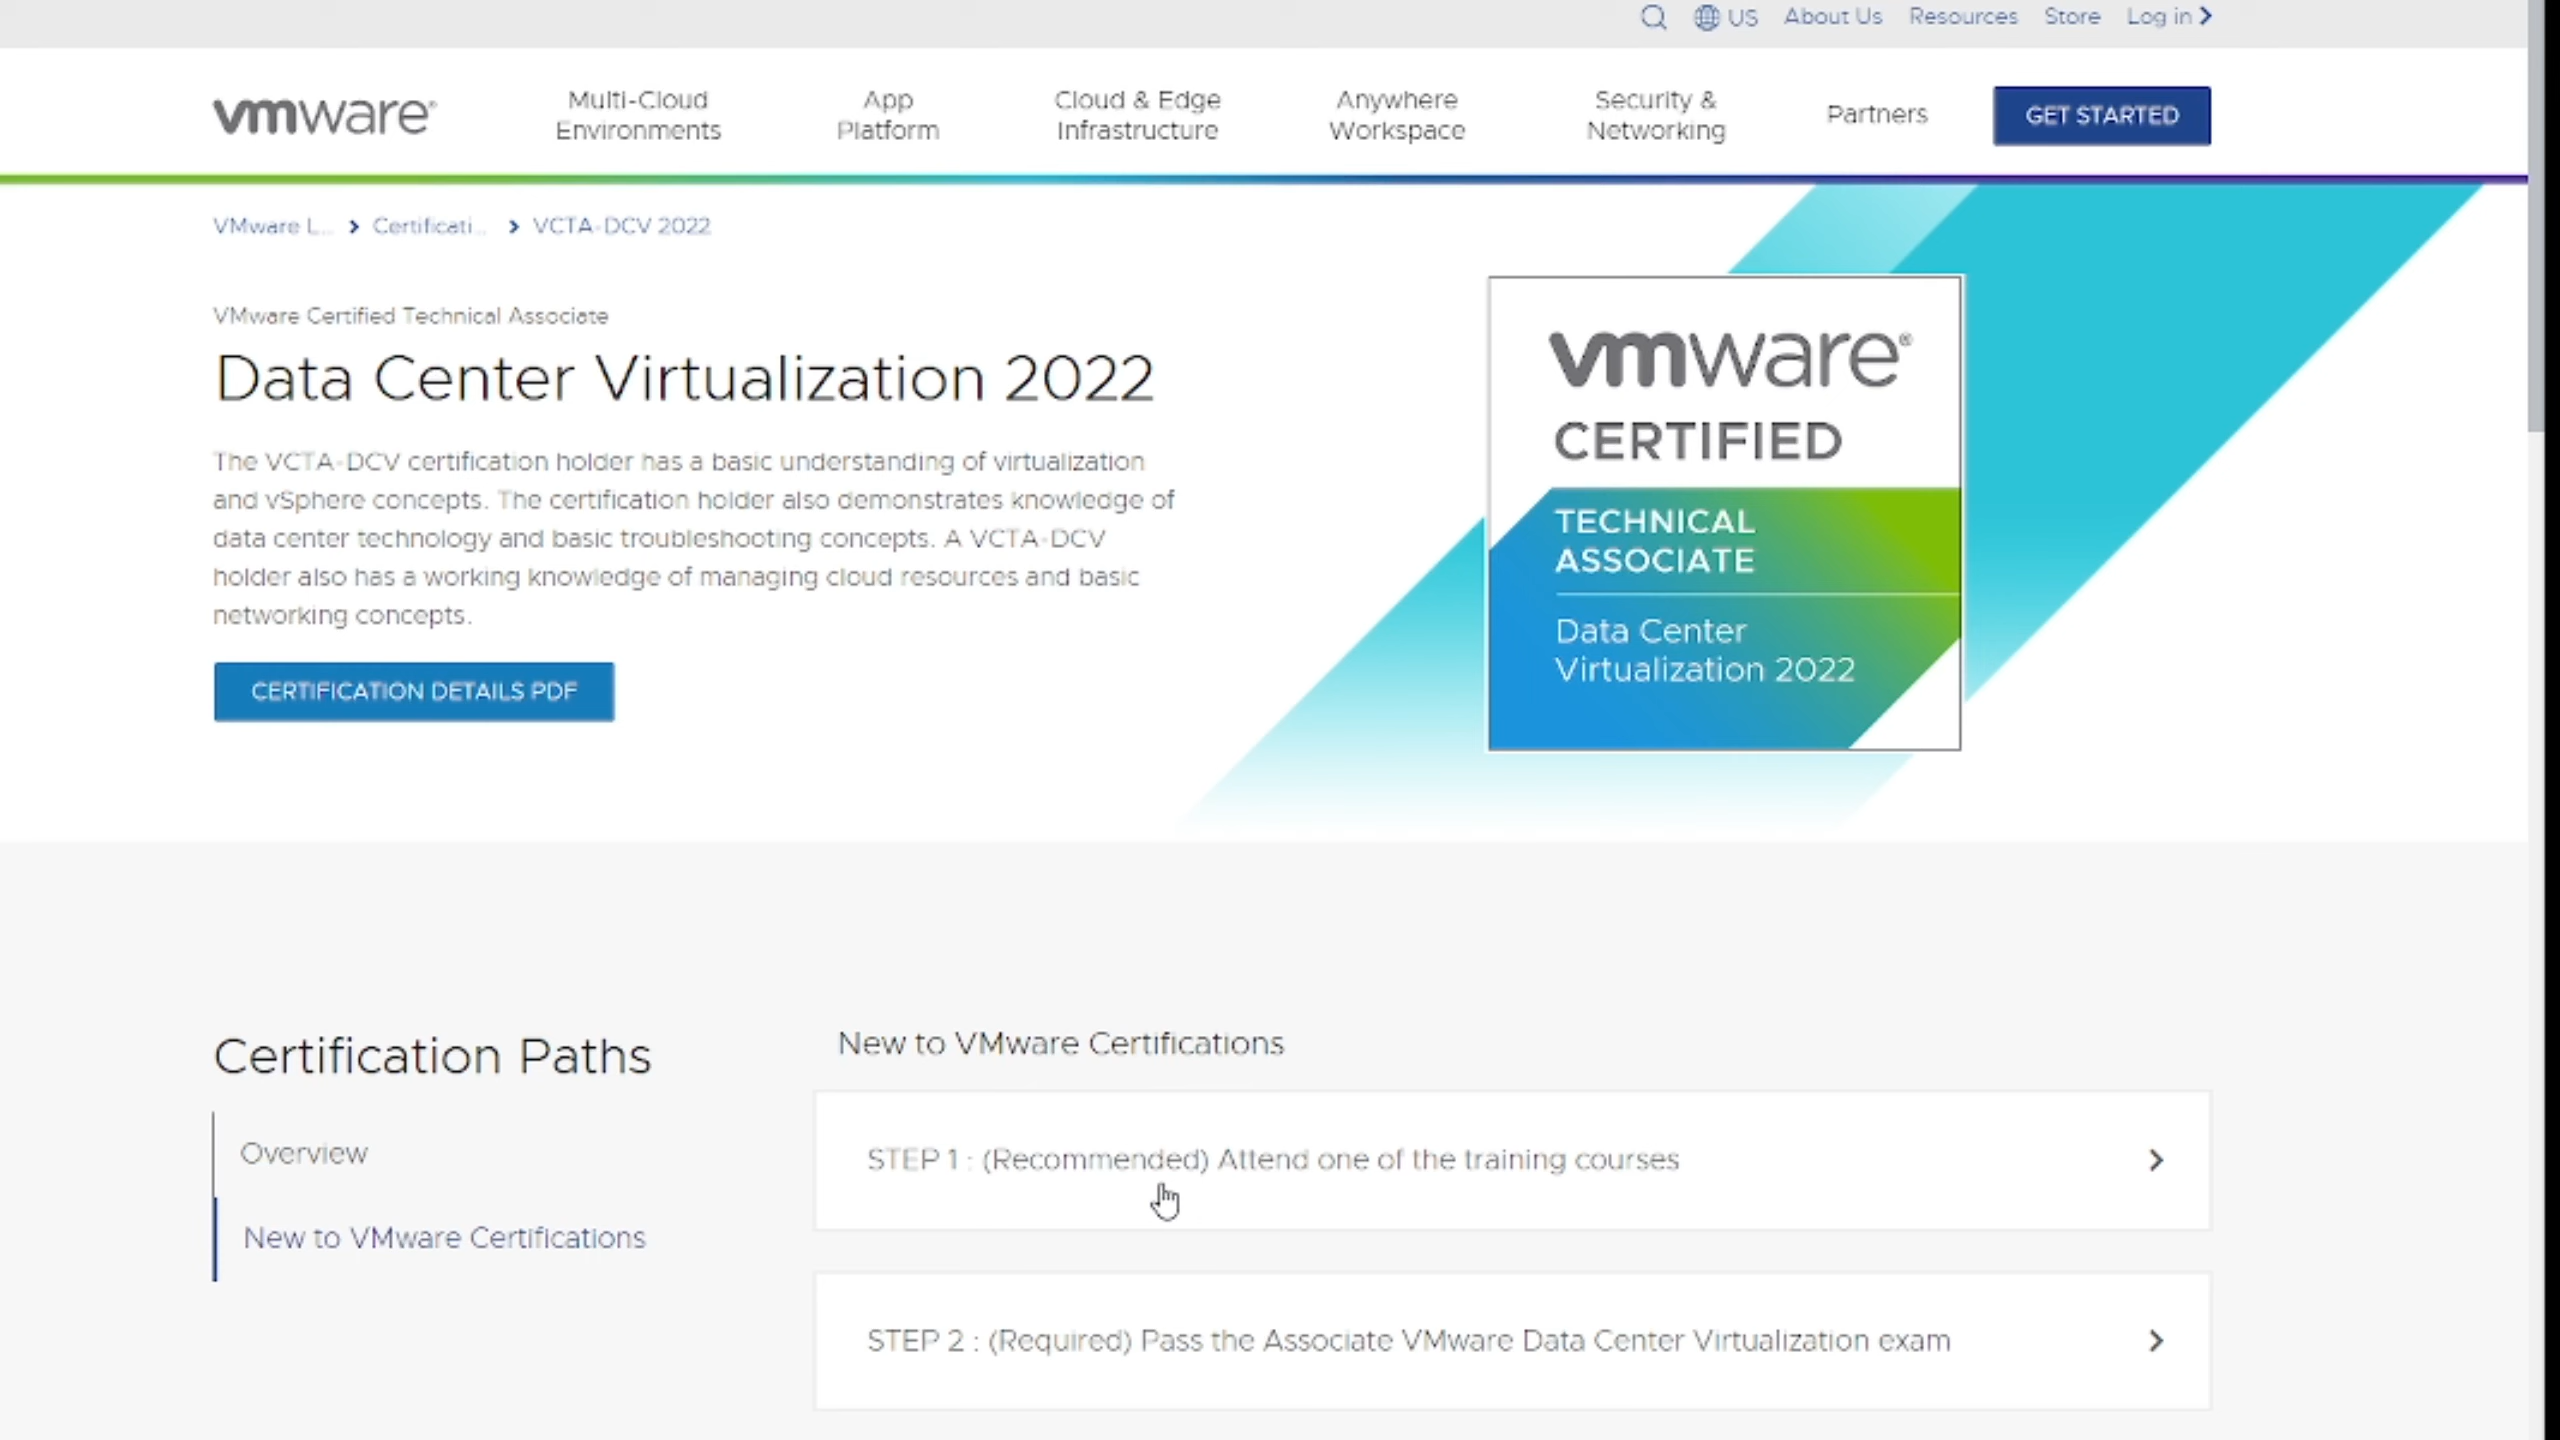 US About Us Resources Store Log in
vmware®
Multi-Cloud
Environments
App
Platform
Cloud & Edge
Infrastructure
Anywhere
Workspace
Security &
Networking
Partners
GET STARTED
VMware L... Certificati... VCTA-DCV 2022
VMware Certified Technical Associate
Data Center Virtualization 2022
The VCTA-DCV certification holder has a basic understanding of virtualization
and vSphere concepts. The certification holder also demonstrates knowledge of
data center technology and basic troubleshooting concepts. A VCTA-DCV
holder also has a working knowledge of managing cloud resources and basic
networking concepts.
CERTIFICATION DETAILS PDF
vmware®
CERTIFIED
TECHNICAL
ASSOCIATE
Data Center
Virtualization 2022
Certification Paths
Overview
New to VMware Certifications
New to VMware Certifications
STEP 1 : (Recommended) Attend one of the training courses
STEP 2 : (Required) Pass the Associate VMware Data Center Virtualization exam